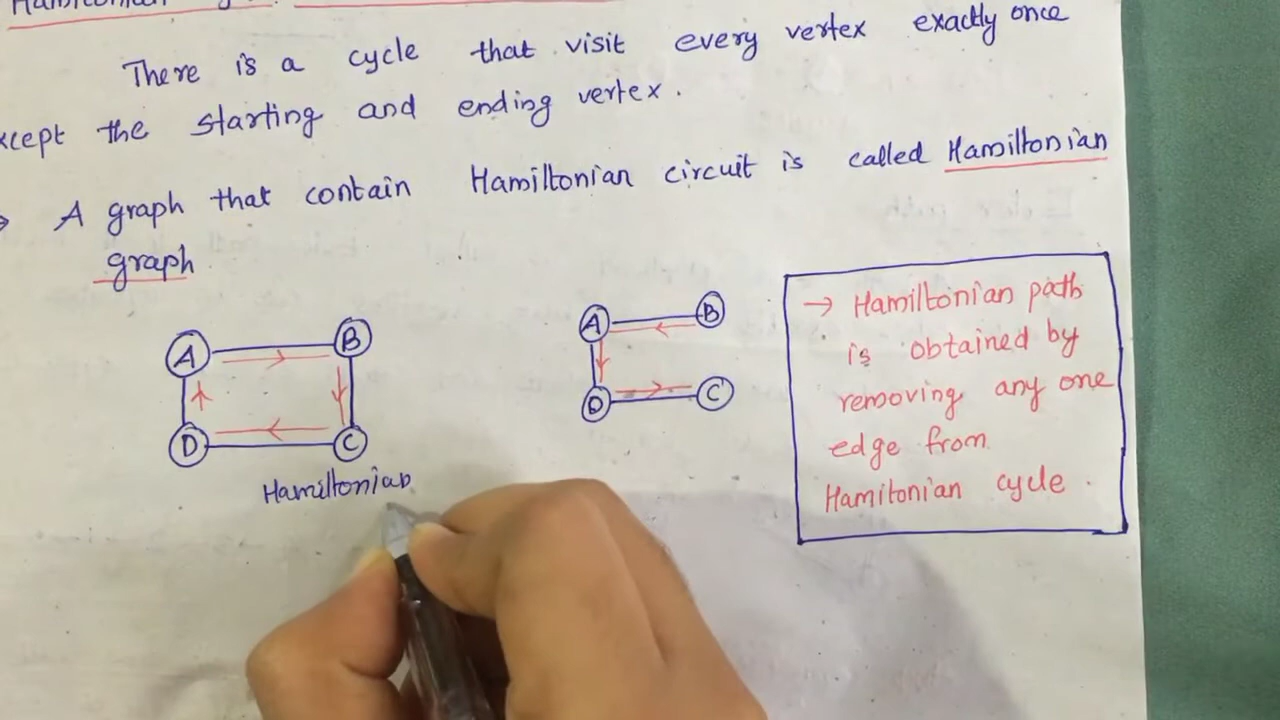 There is a cycle that visit every vertex exactly once
the starting and ending vertex.
A graph that contain Hamiltonian circuit is called Hamiltonian
graph
A B
D C
Hamiltonian
A B
D C
→ Hamiltonian path
is obtained by
removing any one
edge from
Hamitonian cycle.